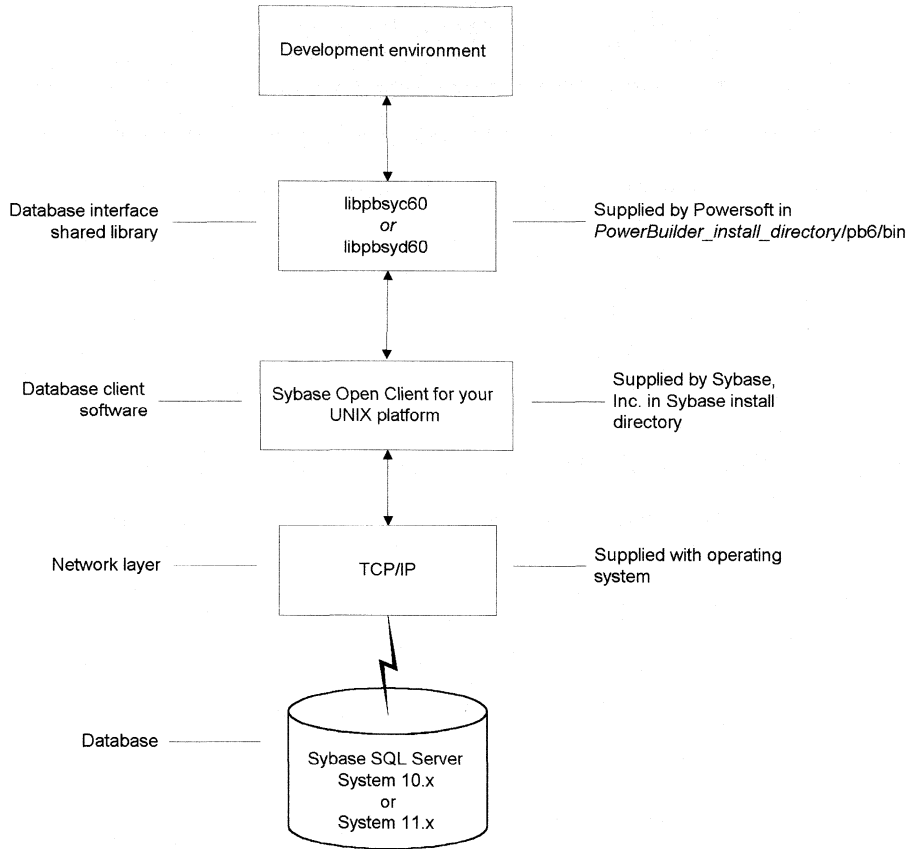 Development environment
Database interface
shared library
libpbsyc60
or
libpbsyd60
Supplied by Powersoft in
PowerBuilder_install_directory/pb6/bin
Database client
software
Sybase Open Client for your
UNIX platform
Supplied by Sybase,
Inc. in Sybase install
directory
Network layer
TCP/IP
Supplied with operating
system
Database
Sybase SQL Server
System 10.x
or
System 11.x